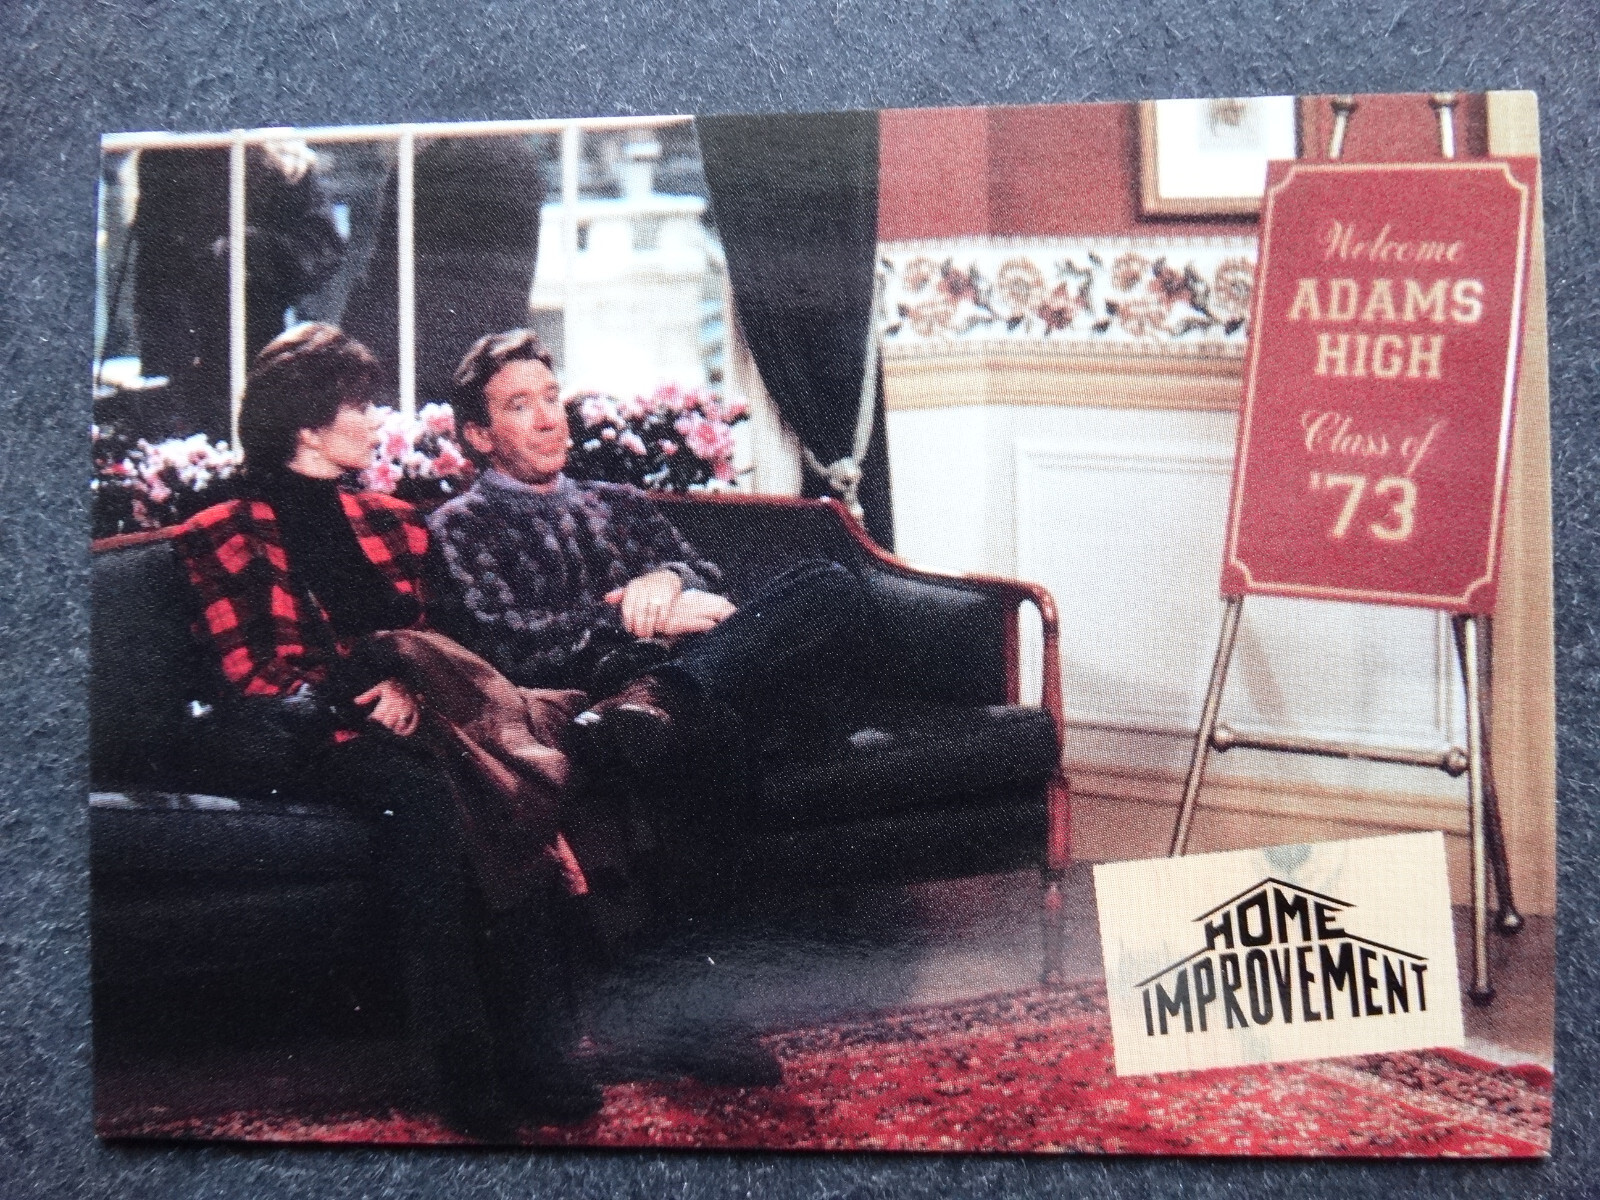 Welcome
ADAMS
HIGH
Class of
'73
HOME
IMPROVEMENT